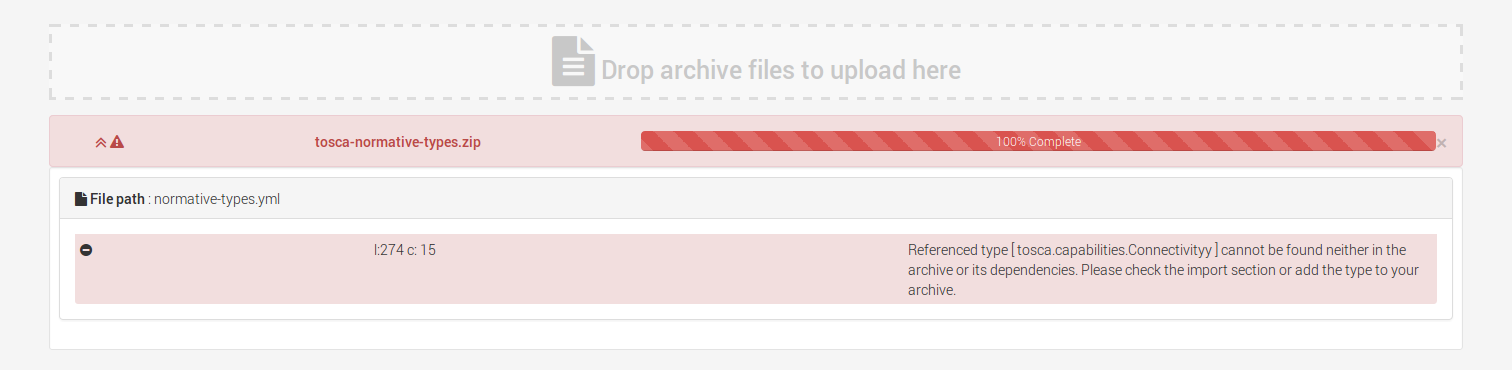 Drop archive files to upload here
tosca-normative-types.zip
100% Complete
×
File path : normative-types.yml
l:274 c: 15
Referenced type [ tosca.capabilities.Connectivityy ] cannot be found neither in the
archive or its dependencies. Please check the import section or add the type to your
archive.